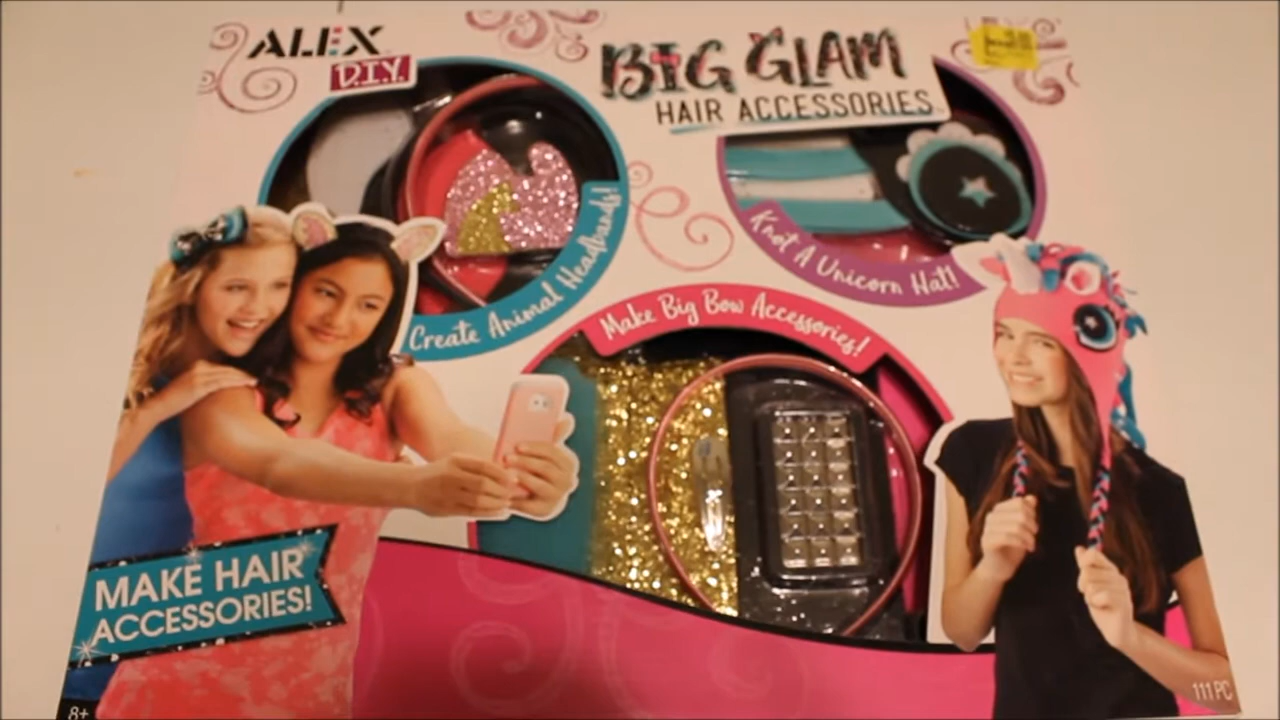 ALEX
D.I.Y.
BIG GLAM
HAIR ACCESSORIES
Create Animal Headbands!
Knot A Unicorn Hat!
Make Big Bow Accessories!
MAKE HAIR
ACCESSORIES!
8+
111 PC